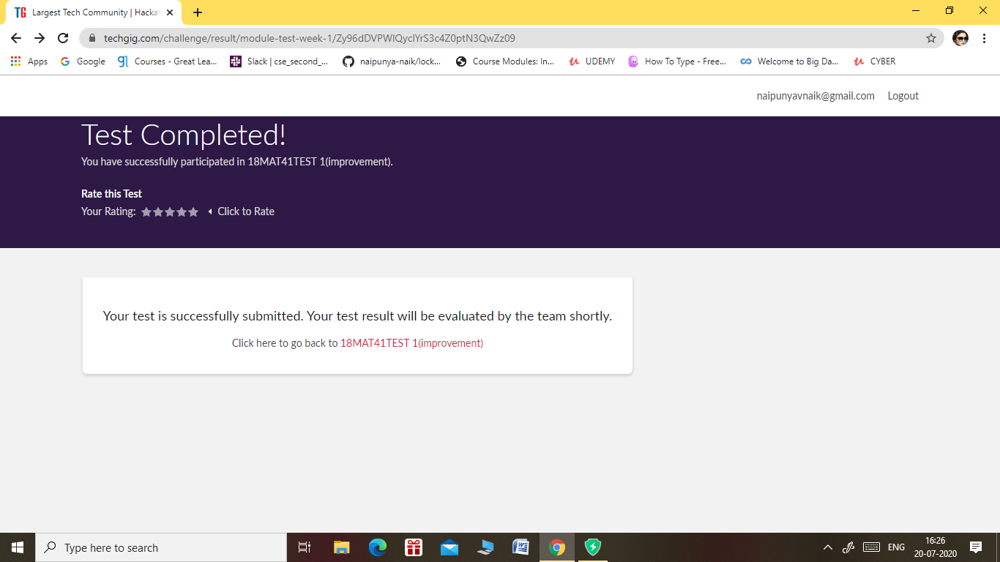 TG Largest Tech Community | Hacka
techgig.com/challenge/result/module-test-week-1/Zy96dDVPWlQyclYrS3c4Z0ptN3QwZz09
Apps Google Courses - Great Lea... Slack | cse_second_... naipunya-naik/lock... Course Modules: In... UDEMY How To Type - Free... Welcome to Big Da... CYBER
naipunyavnaik@gmail.com Logout
Test Completed!
You have successfully participated in 18MAT41TEST 1(improvement).
Rate this Test
Your Rating: Click to Rate
Your test is successfully submitted. Your test result will be evaluated by the team shortly.
Click here to go back to 18MAT41TEST 1(improvement)
Type here to search
ENG
16:26
20-07-2020